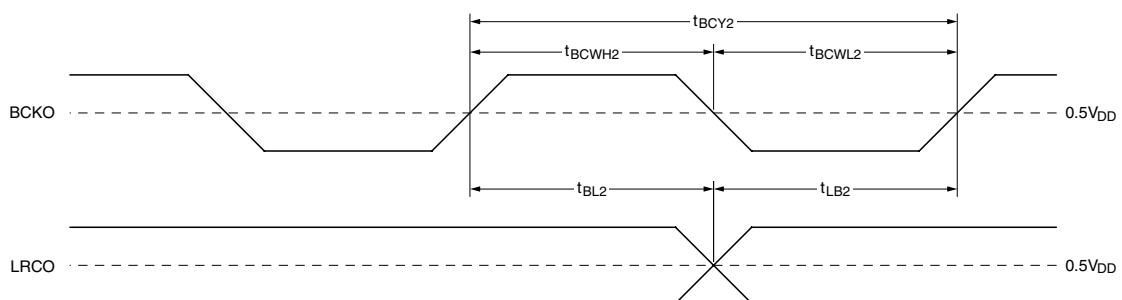 tBCY2
tBCWH2 tBCWL2
BCKO 0.5VDD
tBL2 tLB2
LRCO 0.5VDD